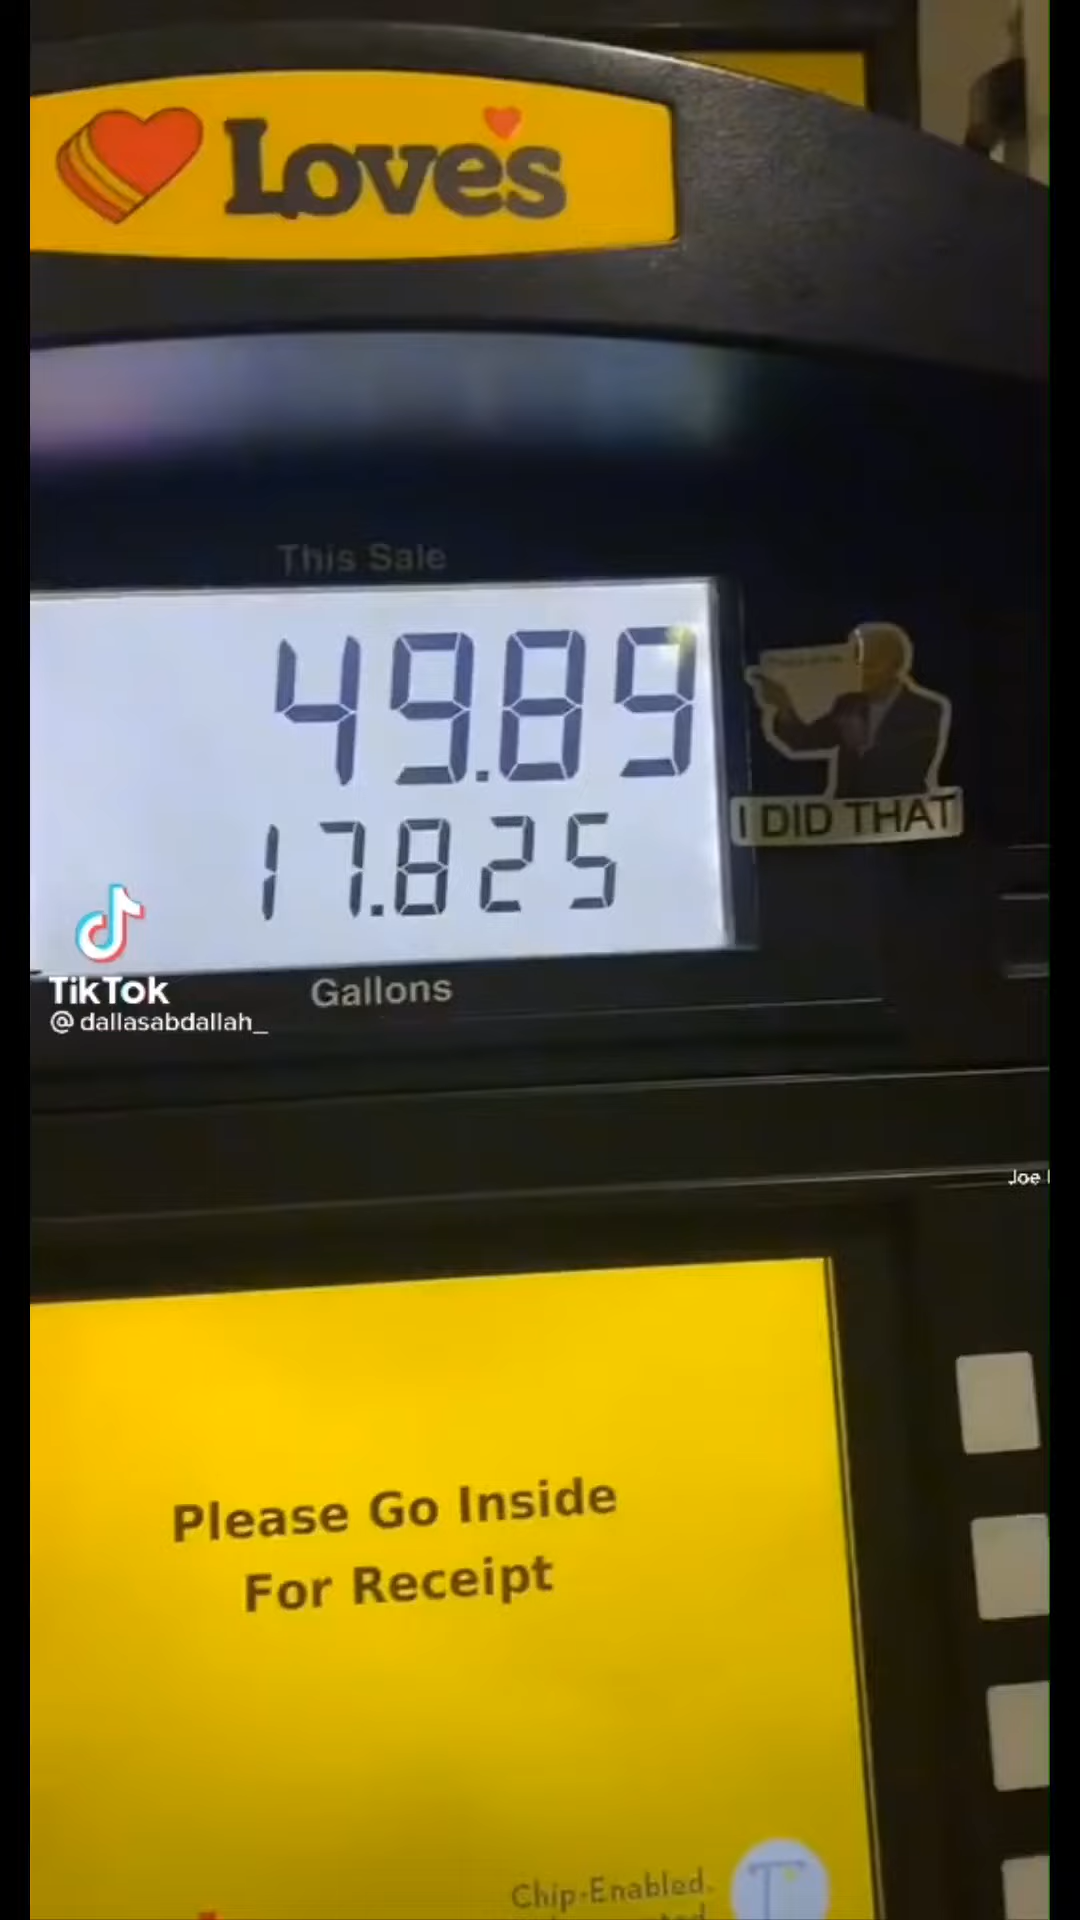 Love's
This Sale
49.89
I DID THAT
17.825
TikTok
@dallasabdallah_
Gallons
Joe
Please Go Inside
For Receipt
Chip-Enabled.